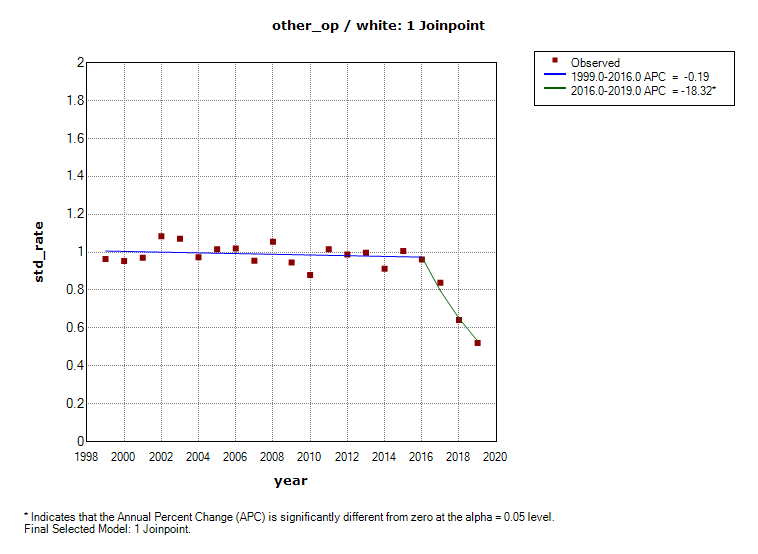 other_op / white: 1 Joinpoint
Observed
1999.0-2016.0 APC = -0.19
2016.0-2019.0 APC = -18.32*
2
1.8
1.6
1.4
1.2
1
0.8
0.6
0.4
0.2
0
std_rate
1998 2000 2002 2004 2006 2008 2010 2012 2014 2016 2018 2020
year
* Indicates that the Annual Percent Change (APC) is significantly different from zero at the alpha = 0.05 level.
Final Selected Model: 1 Joinpoint.